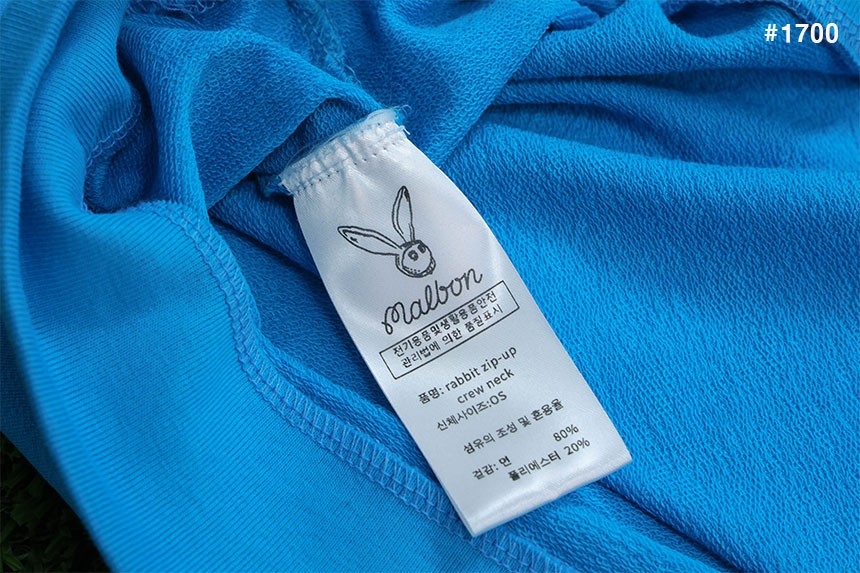 #1700
malbon
전기용품및생활용품안전
관리법에 의한 품질표시
품명: rabbit zip-up
crew neck
신체사이즈:OS
섬유의 조성 및 혼용율
겉감: 면 80%
폴리에스터 20%